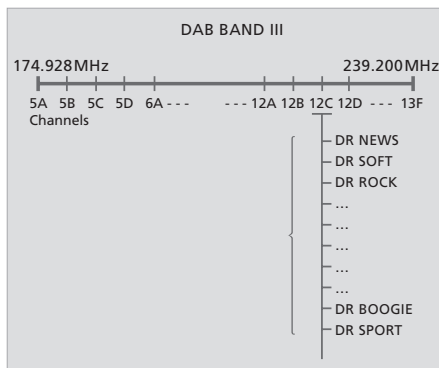 DAB BAND III
174.928MHz 239.200MHz
5A 5B 5C 5D 6A - - - - - - 12A 12B 12C 12D - - - 13F
Channels
DR NEWS
DR SOFT
DR ROCK
...
...
...
...
...
DR BOOGIE
DR SPORT